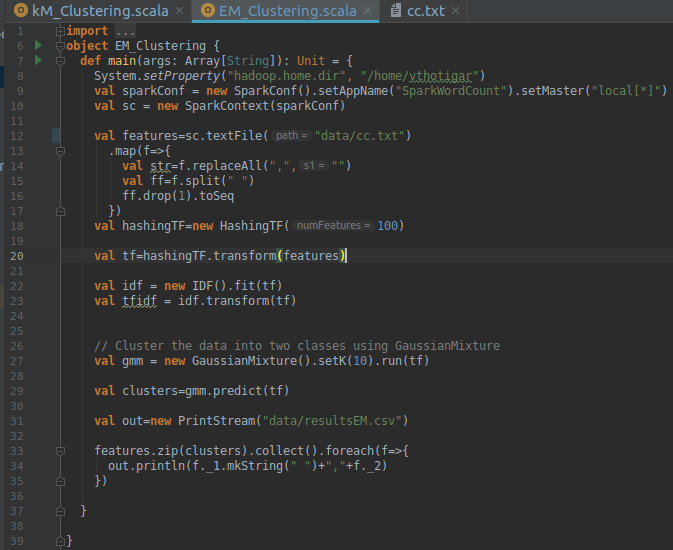 kM_Clustering.scala × EM_Clustering.scala × cc.txt ×
1 import ...
6 object EM_Clustering {
7 def main(args: Array[String]): Unit = {
8 System.setProperty("hadoop.home.dir", "/home/ythotigar")
9 val sparkConf = new SparkConf().setAppName("SparkWordCount").setMaster("local[*]")
10 val sc = new SparkContext(sparkConf)
11
12 val features=sc.textFile( path = "data/cc.txt")
13 .map(f=>{
14 val str=f.replaceAll(",", s1 = "")
15 val ff=f.split(" ")
16 ff.drop(1).toSeq
17 })
18 val hashingTF=new HashingTF( numFeatures = 100)
19
20 val tf=hashingTF.transform(features)
21
22 val idf = new IDF().fit(tf)
23 val tfidf = idf.transform(tf)
24
25
26 // Cluster the data into two classes using GaussianMixture
27 val gmm = new GaussianMixture().setK(10).run(tf)
28
29 val clusters=gmm.predict(tf)
30
31 val out=new PrintStream("data/resultsEM.csv")
32
33 features.zip(clusters).collect().foreach(f=>{
34 out.println(f._1.mkString(" ")+","+f._2)
35 })
36
37 }
38
39 }